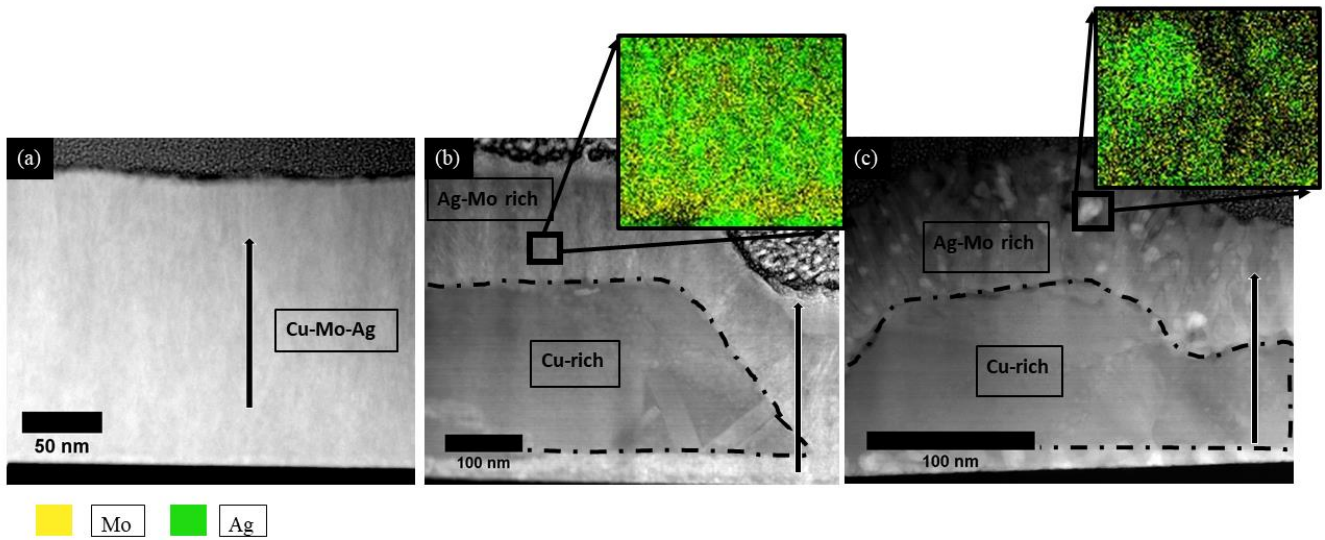 (a)
Cu-Mo-Ag
50 nm
(b)
Ag-Mo rich
Cu-rich
100 nm
(c)
Ag-Mo rich
Cu-rich
100 nm
Mo
Ag